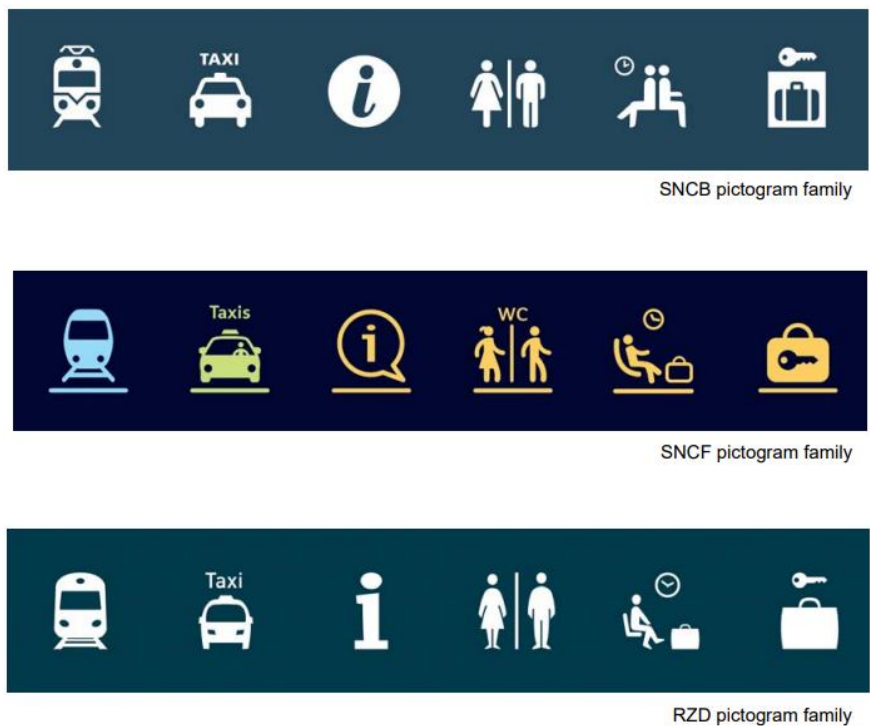 TAXI
i
SNCB pictogram family
Taxis
i
WC
SNCF pictogram family
Taxi
i
RZD pictogram family